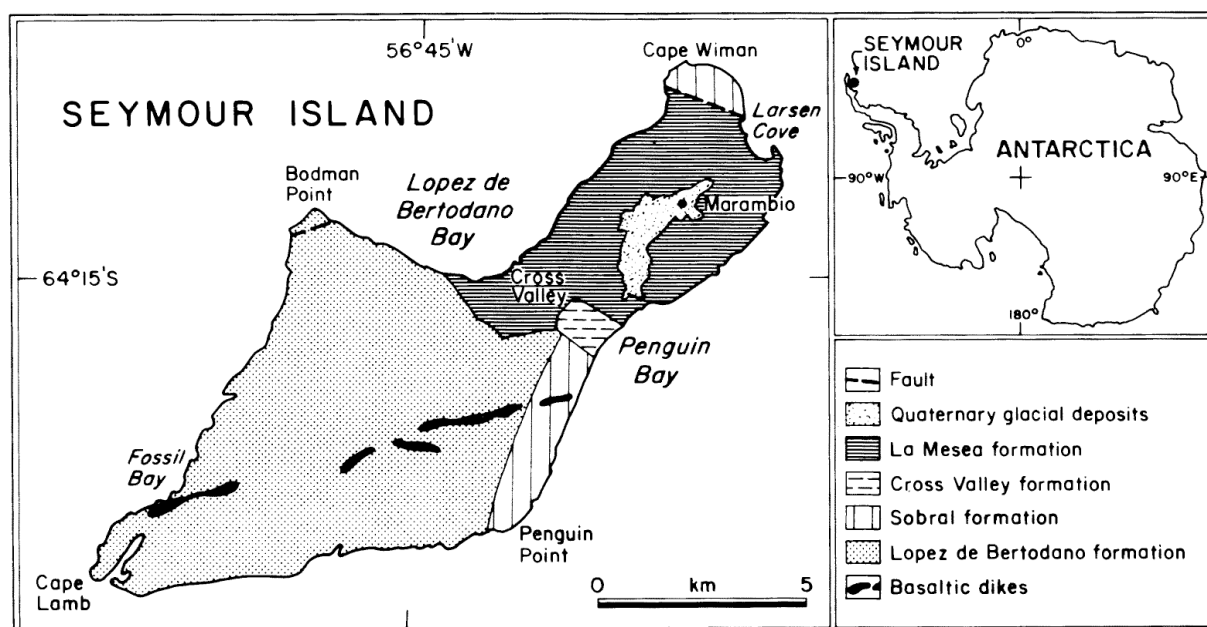 56°45'W
Cape Wiman
SEYMOUR ISLAND
Larsen
Cove
Bodman
Point
Lopez de
Bertodano
Bay
Marambio
64°15'S
Cross
Valley
Penguin
Bay
Fossil
Bay
Penguin
Point
Cape
Lamb
0 km 5
SEYMOUR
ISLAND
0°
ANTARCTICA
90°W
90°E
180°
Fault
Quaternary glacial deposits
La Mesea formation
Cross Valley formation
Sobral formation
Lopez de Bertodano formation
Basaltic dikes